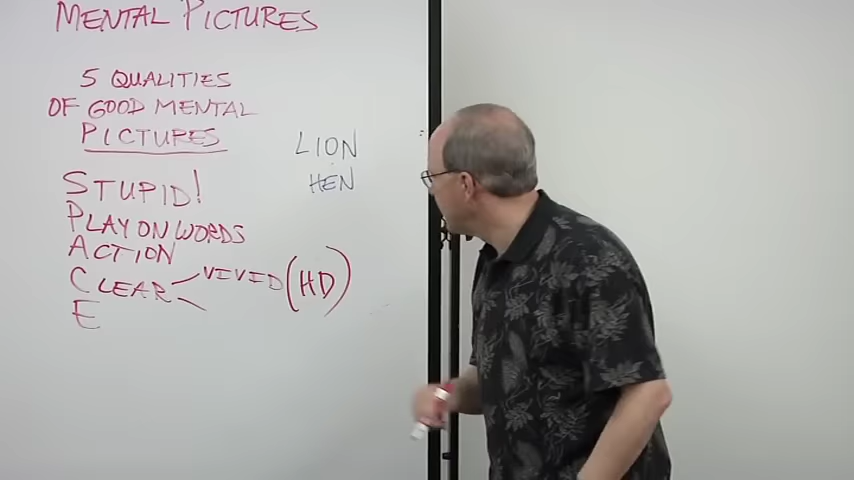 MENTAL PICTURES
5 QUALITIES
OF GOOD MENTAL
PICTURES
LION
HEN
STUPID!
PLAY ON WORDS
ACTION
CLEAR VIVID (HD)
E